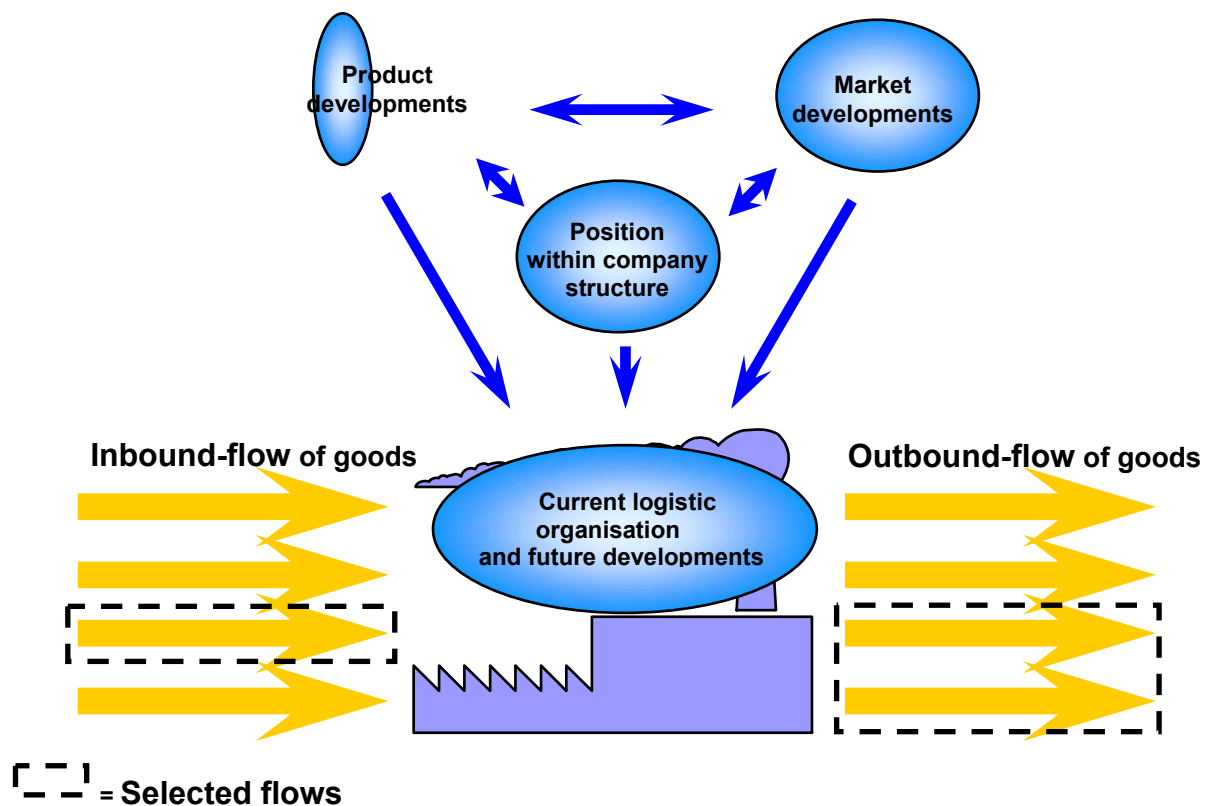 Product
developments
Market
developments
Position
within company
structure
Inbound-flow of goods
Outbound-flow of goods
Current logistic
organisation
and future developments
= Selected flows